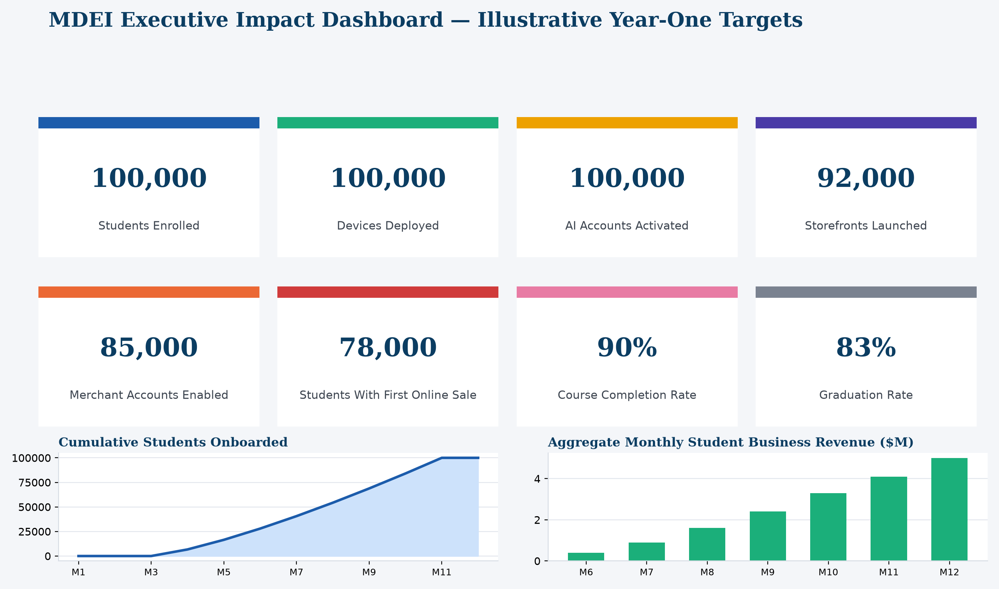 MDEI Executive Impact Dashboard — Illustrative Year-One Targets
100,000
Students Enrolled
100,000
Devices Deployed
100,000
AI Accounts Activated
92,000
Storefronts Launched
85,000
Merchant Accounts Enabled
78,000
Students With First Online Sale
90%
Course Completion Rate
83%
Graduation Rate
Cumulative Students Onboarded
100000
75000
50000
25000
0
M1 M3 M5 M7 M9 M11
Aggregate Monthly Student Business Revenue ($M)
4
2
0
M6 M7 M8 M9 M10 M11 M12